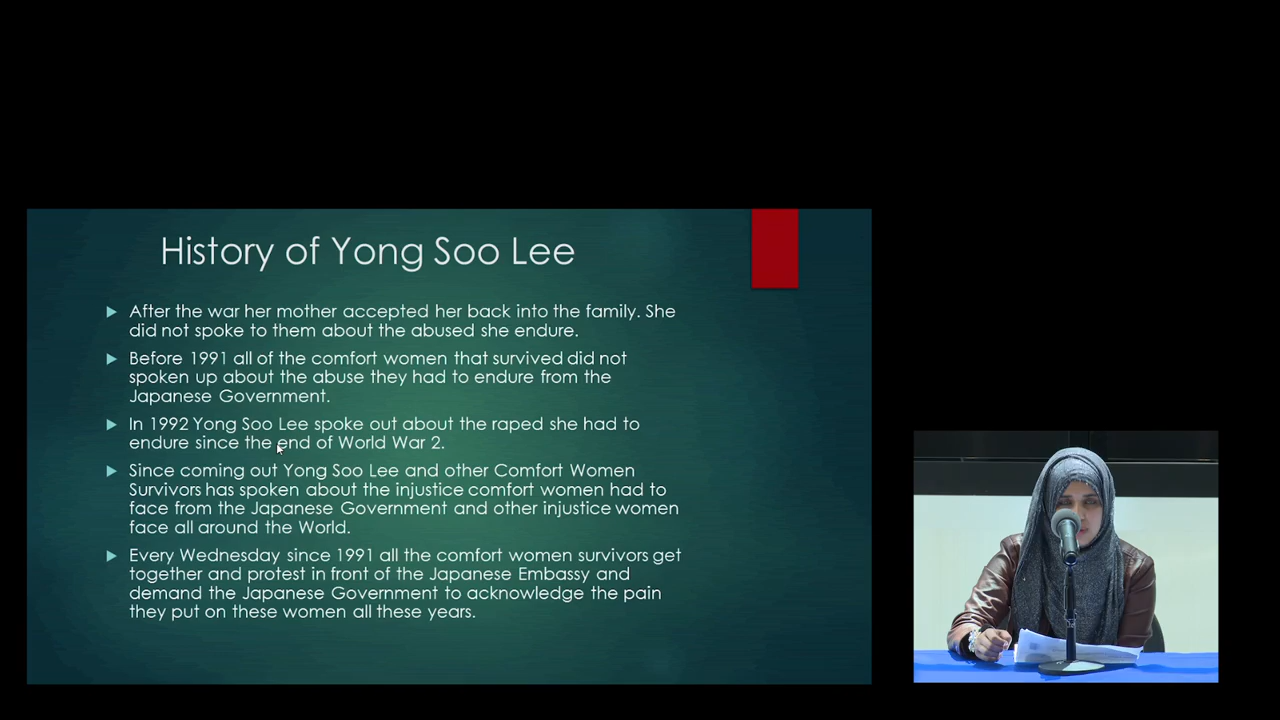 History of Yong Soo Lee
After the war her mother accepted her back into the family. She
did not spoke to them about the abused she endure.
Before 1991 all of the comfort women that survived did not
spoken up about the abuse they had to endure from the
Japanese Government.
In 1992 Yong Soo Lee spoke out about the raped she had to
endure since the end of World War 2.
Since coming out Yong Soo Lee and other Comfort Women
Survivors has spoken about the injustice comfort women had to
face from the Japanese Government and other injustice women
face all around the World.
Every Wednesday since 1991 all the comfort women survivors get
together and protest in front of the Japanese Embassy and
demand the Japanese Government to acknowledge the pain
they put on these women all these years.